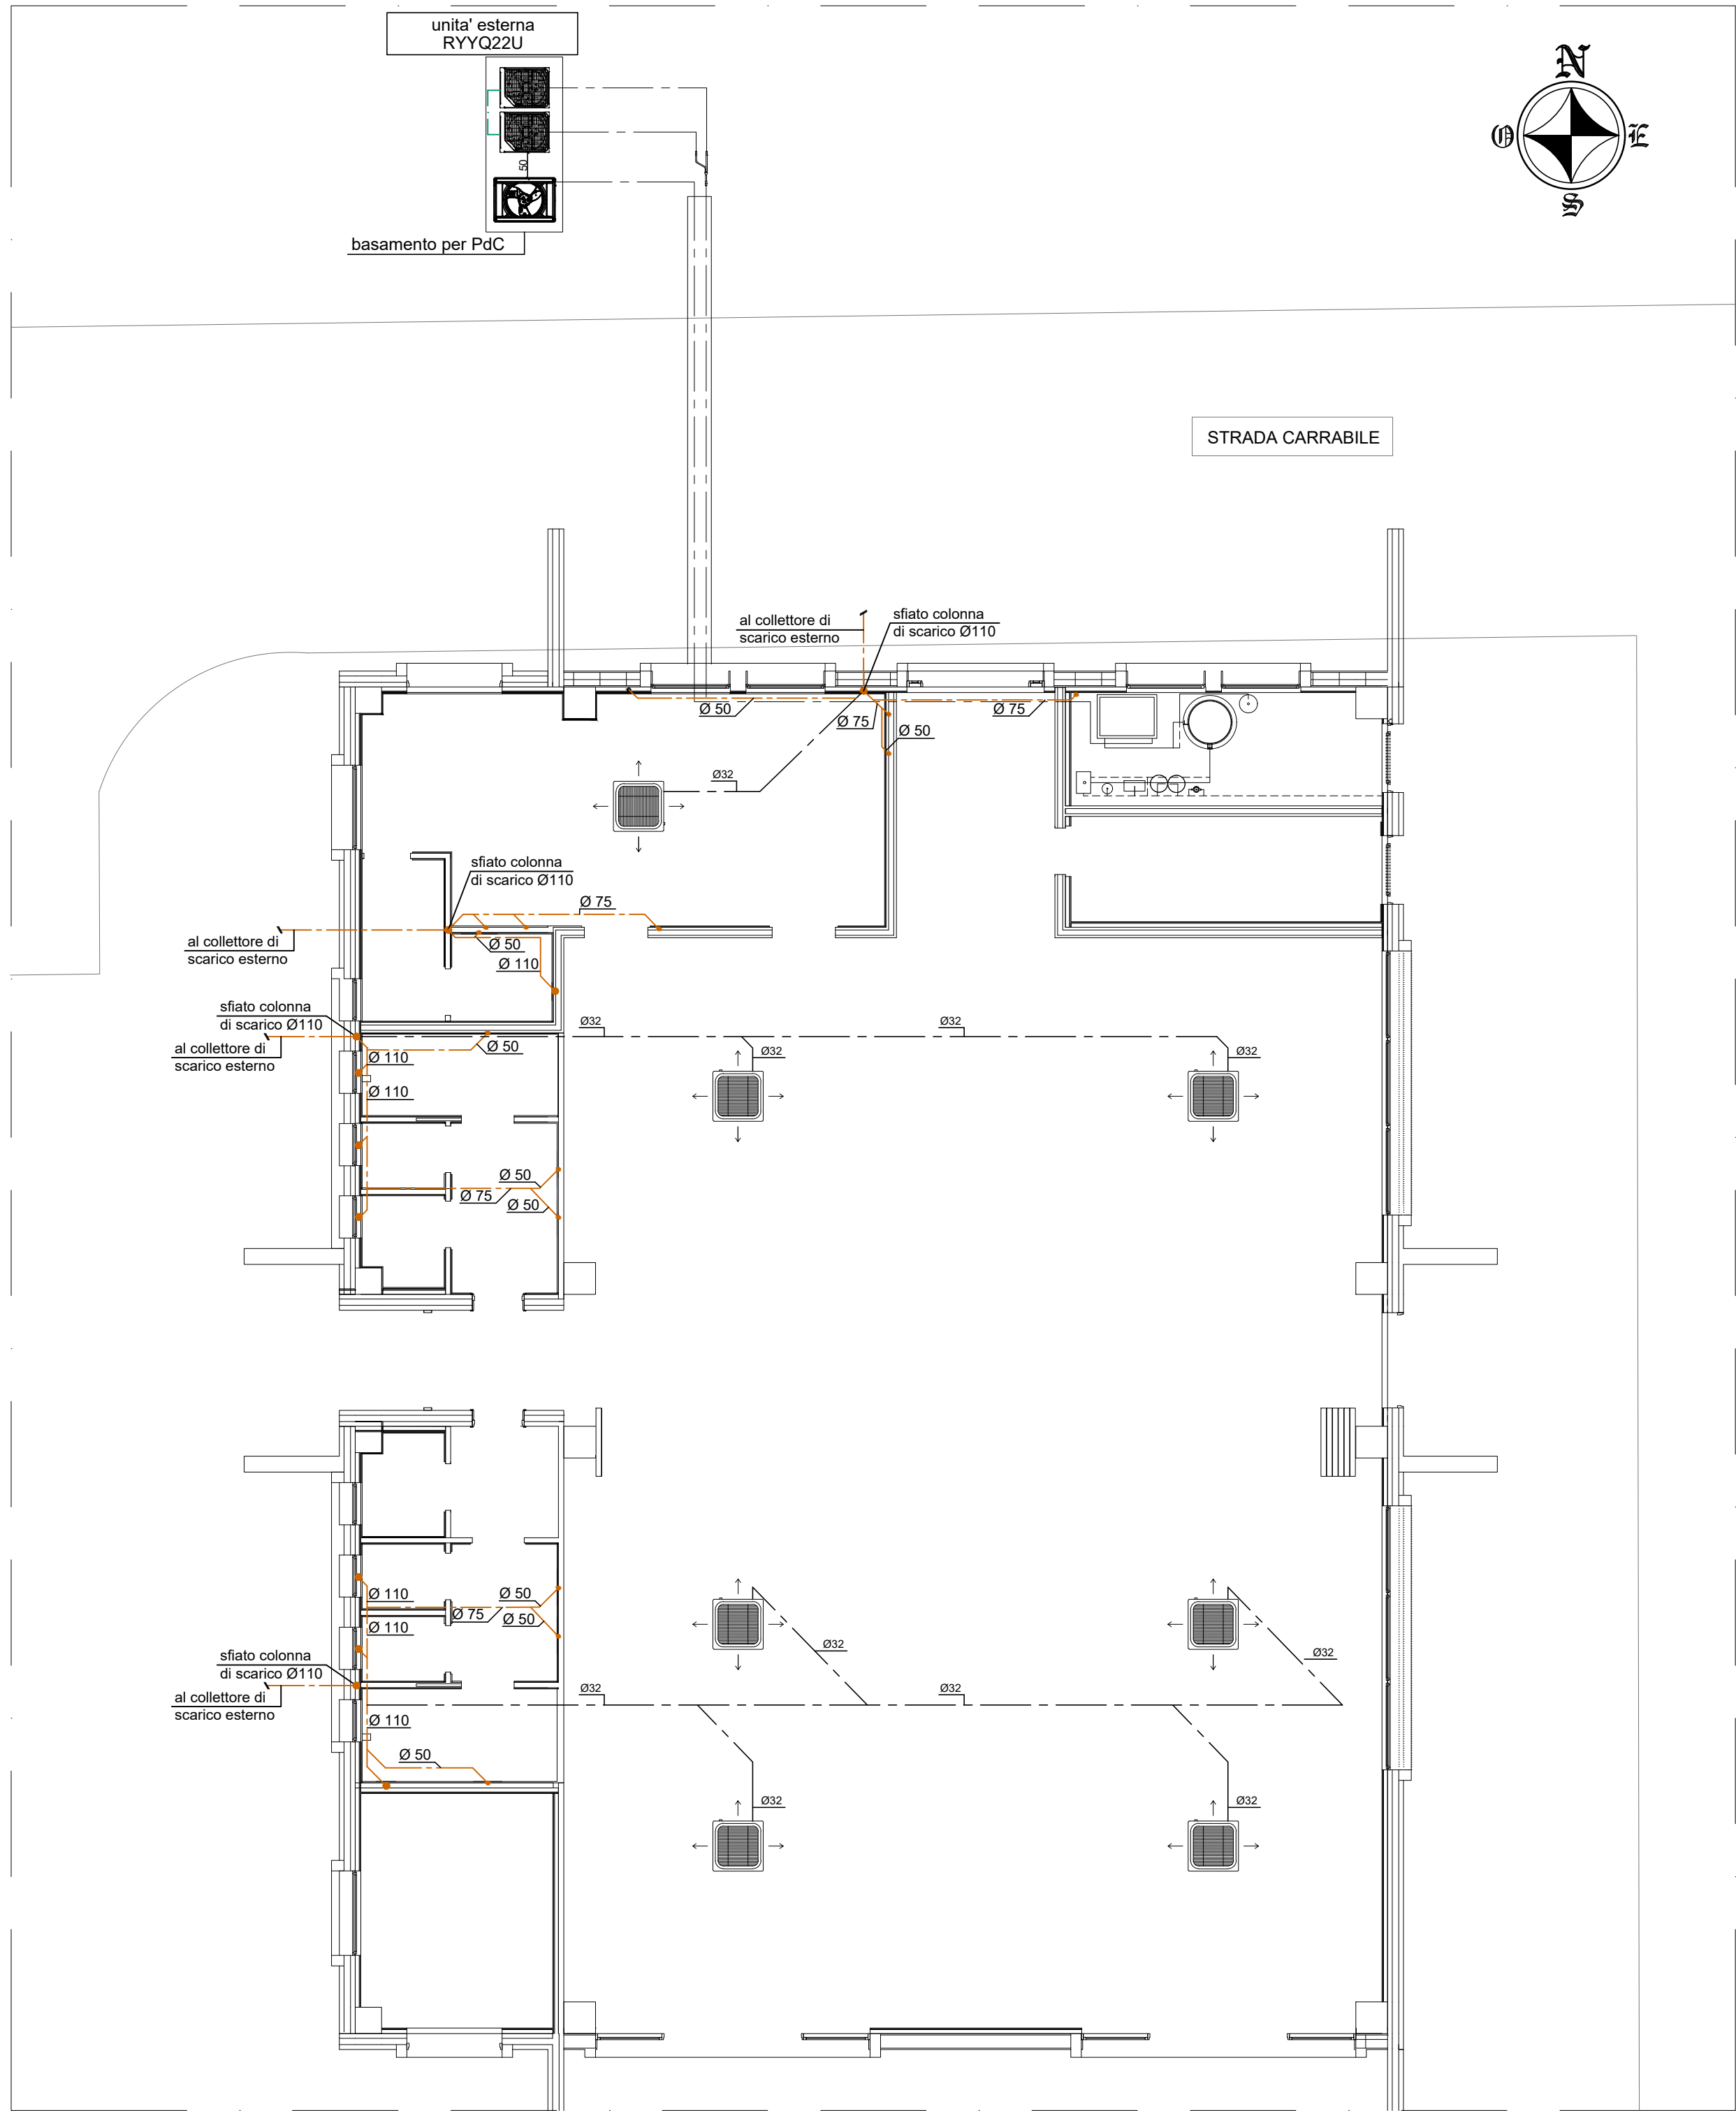 unita' esterna
RYYQ22U
N
O
E
S
50
basamento per PdC
STRADA CARRABILE
al collettore di
scarico esterno
sfiato colonna
di scarico Ø110
Ø 50
Ø 75
Ø 75
Ø 50
Ø32
sfiato colonna
di scarico Ø110
Ø 75
al collettore di
scarico esterno
Ø 50
Ø 110
sfiato colonna
di scarico Ø110
al collettore di
scarico esterno
Ø32
Ø32
Ø 50
Ø 110
Ø32
Ø32
Ø 110
Ø 50
Ø 75
Ø 50
Ø 110
Ø 50
Ø 75
Ø 50
Ø 110
Ø32
Ø32
sfiato colonna
di scarico Ø110
al collettore di
scarico esterno
Ø32
Ø32
Ø 110
Ø 50
Ø32
Ø32